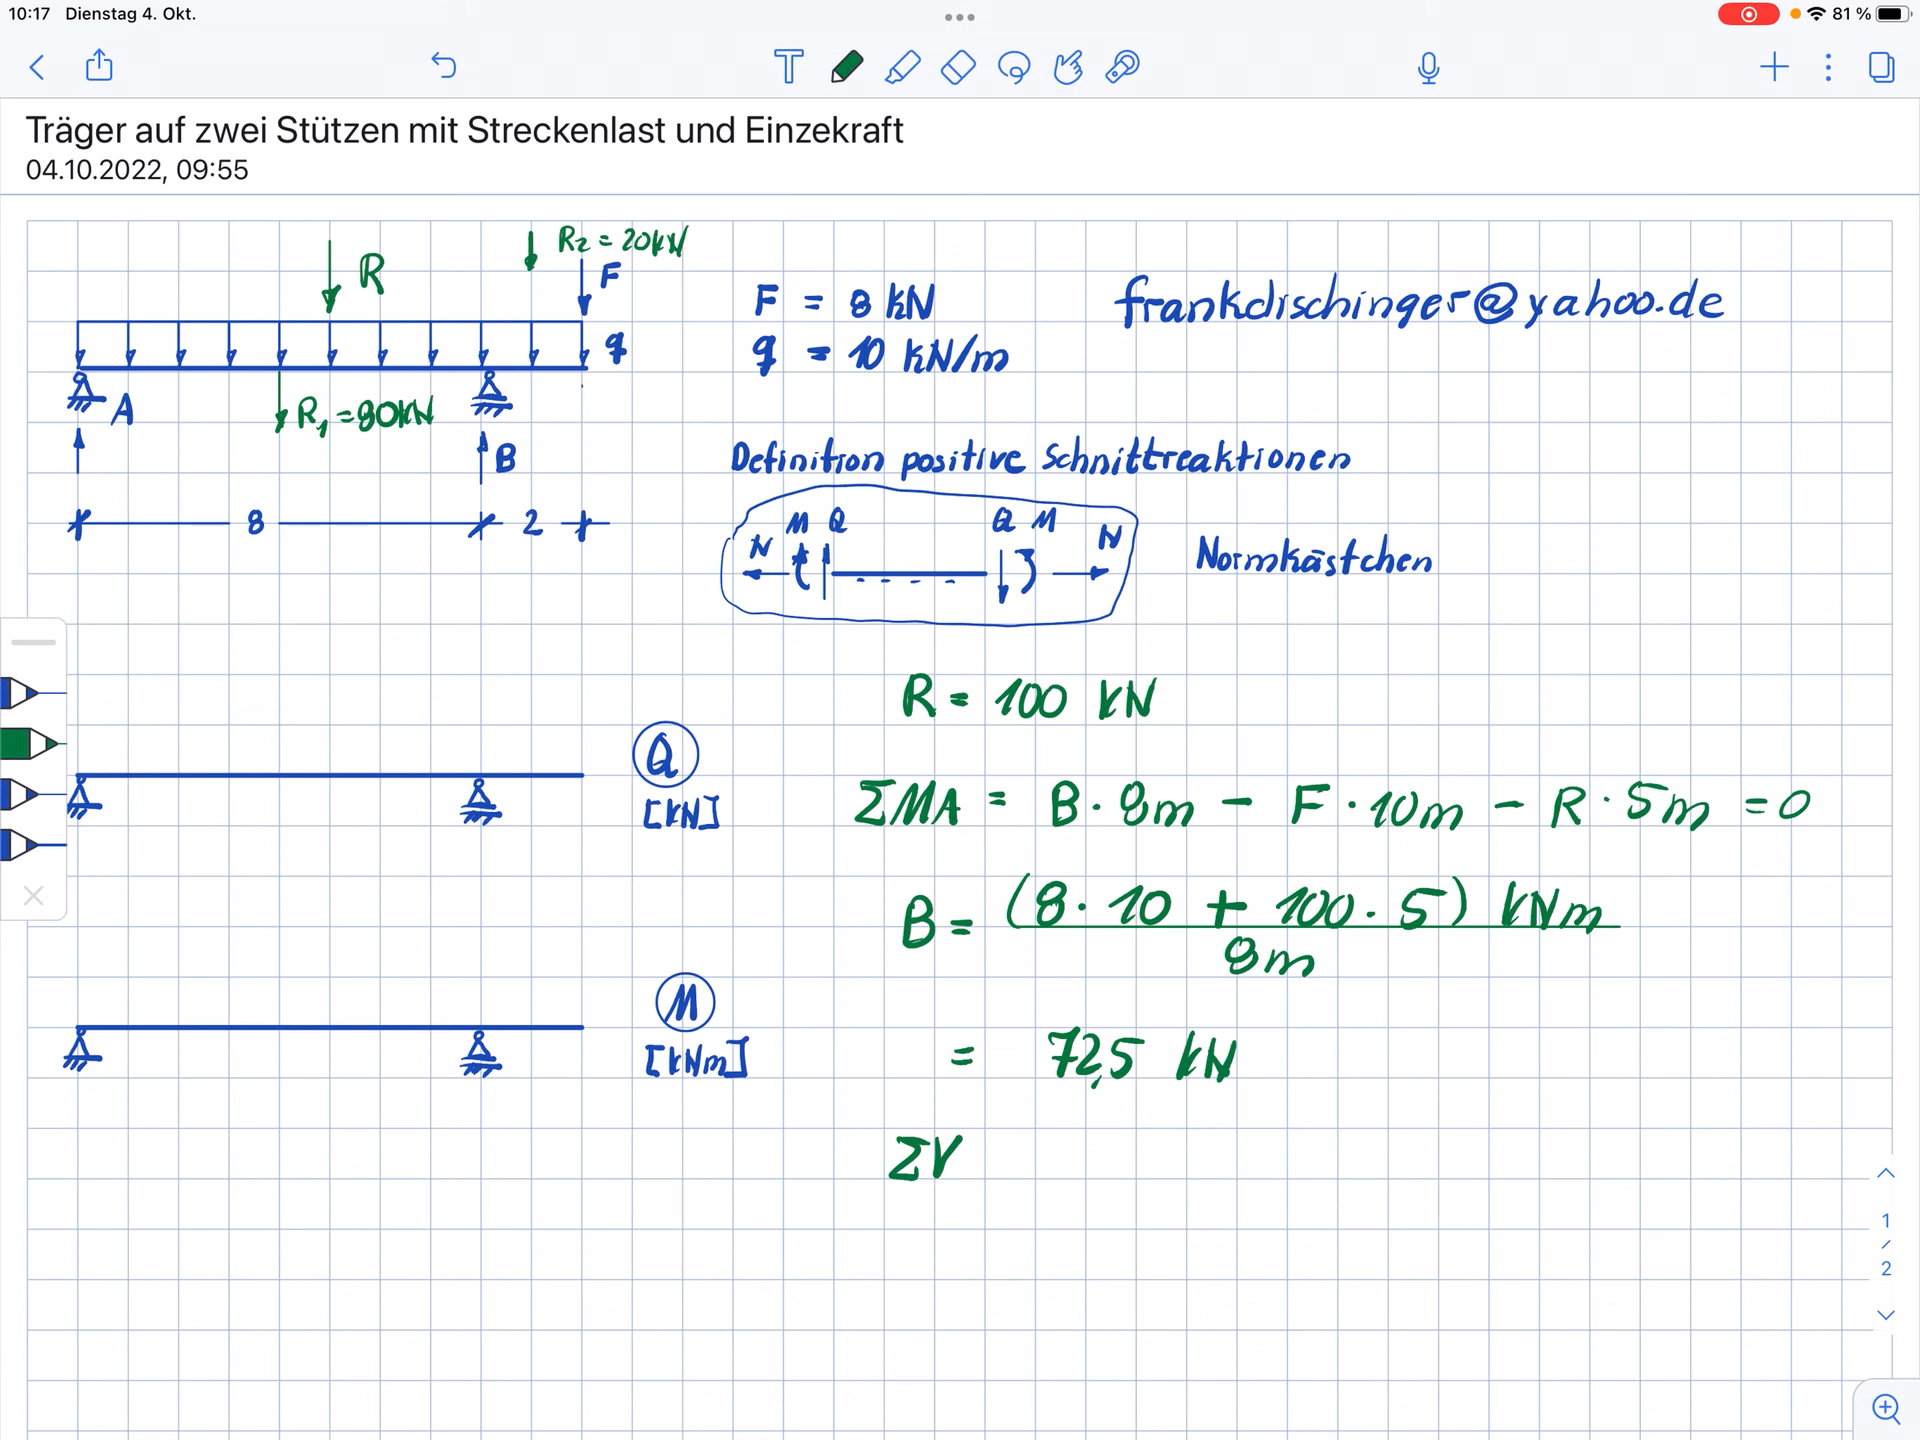 10:17 Dienstag 4. Okt.
81 %
Träger auf zwei Stützen mit Streckenlast und Einzekraft
04.10.2022, 09:55
R
R₂ = 20kN
F
q
A
R₁ = 80kN
B
8
2
F = 8 kN
q = 10 kN/m
frankdischinger@yahoo.de
Definition positive Schnittreaktionen
M Q Q M
N N
Normkästchen
R = 100 kN
Q
[kN]
ΣMA = B · 8m - F · 10m - R · 5m = 0
B = (8 · 10 + 100 · 5) kNm
8m
M
[kNm]
= 72,5 kN
ΣV
1
/
2